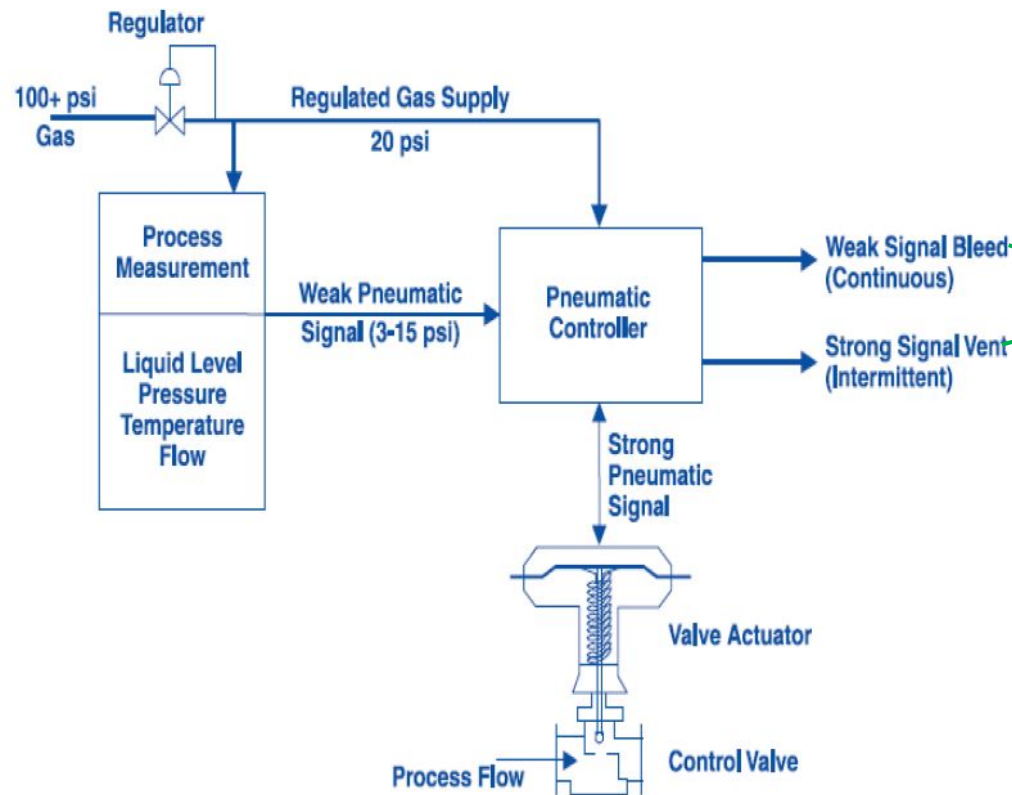 Regulator
100+ psi
Gas
Regulated Gas Supply
20 psi
Process
Measurement
Weak Pneumatic
Signal (3-15 psi)
Liquid Level
Pressure
Temperature
Flow
Pneumatic
Controller
Weak Signal Bleed
(Continuous)
Strong Signal Vent
(Intermittent)
Strong
Pneumatic
Signal
Valve Actuator
Process Flow
Control Valve